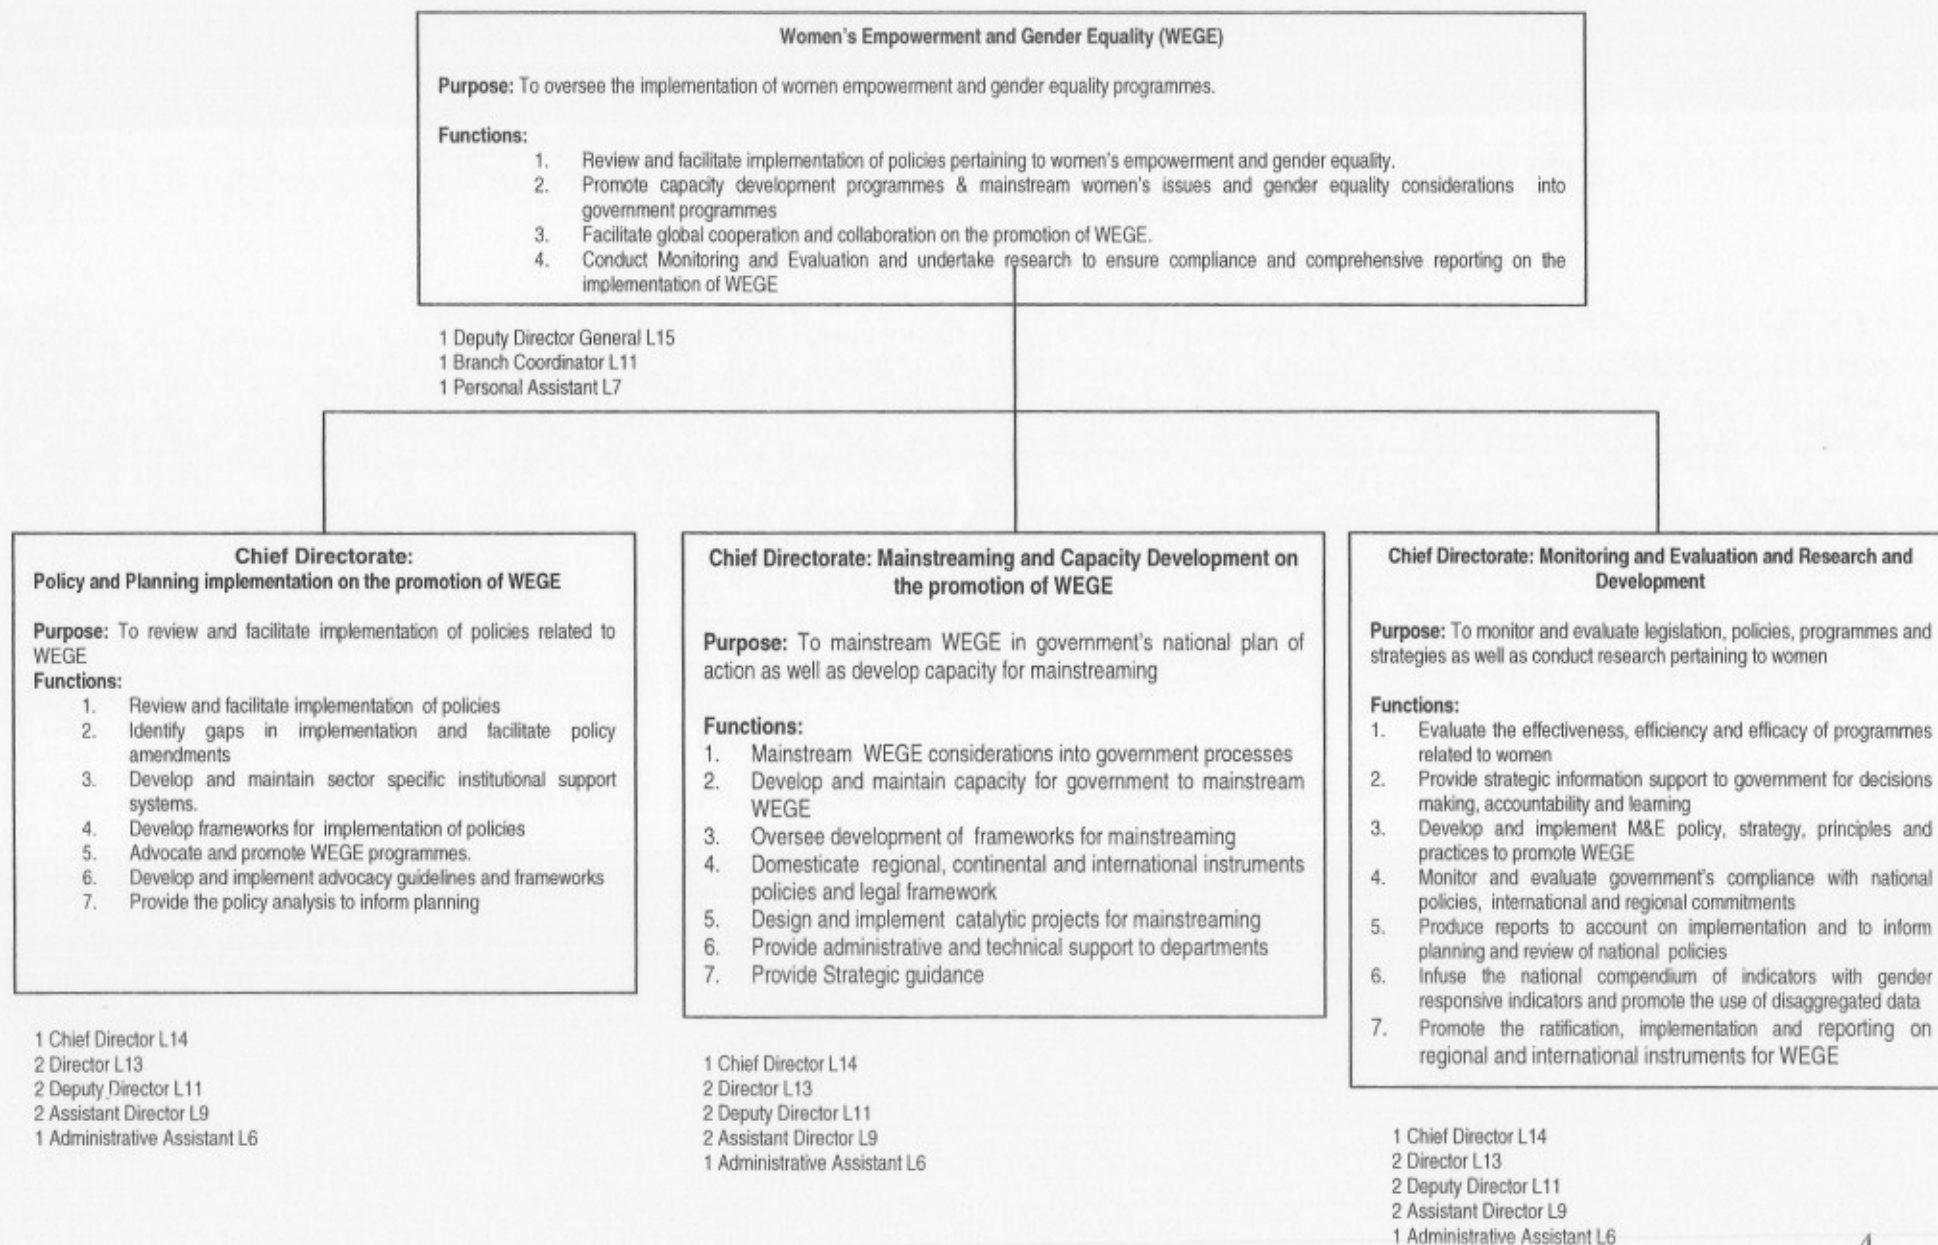 Women's Empowerment and Gender Equality (WEGE)
Purpose: To oversee the implementation of women empowerment and gender equality programmes.
Functions:
1. Review and facilitate implementation of policies pertaining to women's empowerment and gender equality.
2. Promote capacity development programmes & mainstream women's issues and gender equality considerations into
government programmes
3. Facilitate global cooperation and collaboration on the promotion of WEGE.
4. Conduct Monitoring and Evaluation and undertake research to ensure compliance and comprehensive reporting on the
implementation of WEGE
1 Deputy Director General L15
1 Branch Coordinator L11
1 Personal Assistant L7
Chief Directorate:
Policy and Planning implementation on the promotion of WEGE
Purpose: To review and facilitate implementation of policies related to
WEGE
Functions:
1. Review and facilitate implementation of policies
2. Identify gaps in implementation and facilitate policy
amendments
3. Develop and maintain sector specific institutional support
systems.
4. Develop frameworks for implementation of policies
5. Advocate and promote WEGE programmes.
6. Develop and implement advocacy guidelines and frameworks
7. Provide the policy analysis to inform planning
1 Chief Director L14
2 Director L13
2 Deputy Director L11
2 Assistant Director L9
1 Administrative Assistant L6
Chief Directorate: Mainstreaming and Capacity Development on
the promotion of WEGE
Purpose: To mainstream WEGE in government's national plan of
action as well as develop capacity for mainstreaming
Functions:
1. Mainstream WEGE considerations into government processes
2. Develop and maintain capacity for government to mainstream
WEGE
3. Oversee development of frameworks for mainstreaming
4. Domesticate regional, continental and international instruments
policies and legal framework
5. Design and implement catalytic projects for mainstreaming
6. Provide administrative and technical support to departments
7. Provide Strategic guidance
1 Chief Director L14
2 Director L13
2 Deputy Director L11
2 Assistant Director L9
1 Administrative Assistant L6
Chief Directorate: Monitoring and Evaluation and Research and
Development
Purpose: To monitor and evaluate legislation, policies, programmes and
strategies as well as conduct research pertaining to women
Functions:
1. Evaluate the effectiveness, efficiency and efficacy of programmes
related to women
2. Provide strategic information support to government for decisions
making, accountability and learning
3. Develop and implement M&E policy, strategy, principles and
practices to promote WEGE
4. Monitor and evaluate government's compliance with national
policies, international and regional commitments
5. Produce reports to account on implementation and to inform
planning and review of national policies
6. Infuse the national compendium of indicators with gender
responsive indicators and promote the use of disaggregated data
7. Promote the ratification, implementation and reporting on
regional and international instruments for WEGE
1 Chief Director L14
2 Director L13
2 Deputy Director L11
2 Assistant Director L9
1 Administrative Assistant L6
4